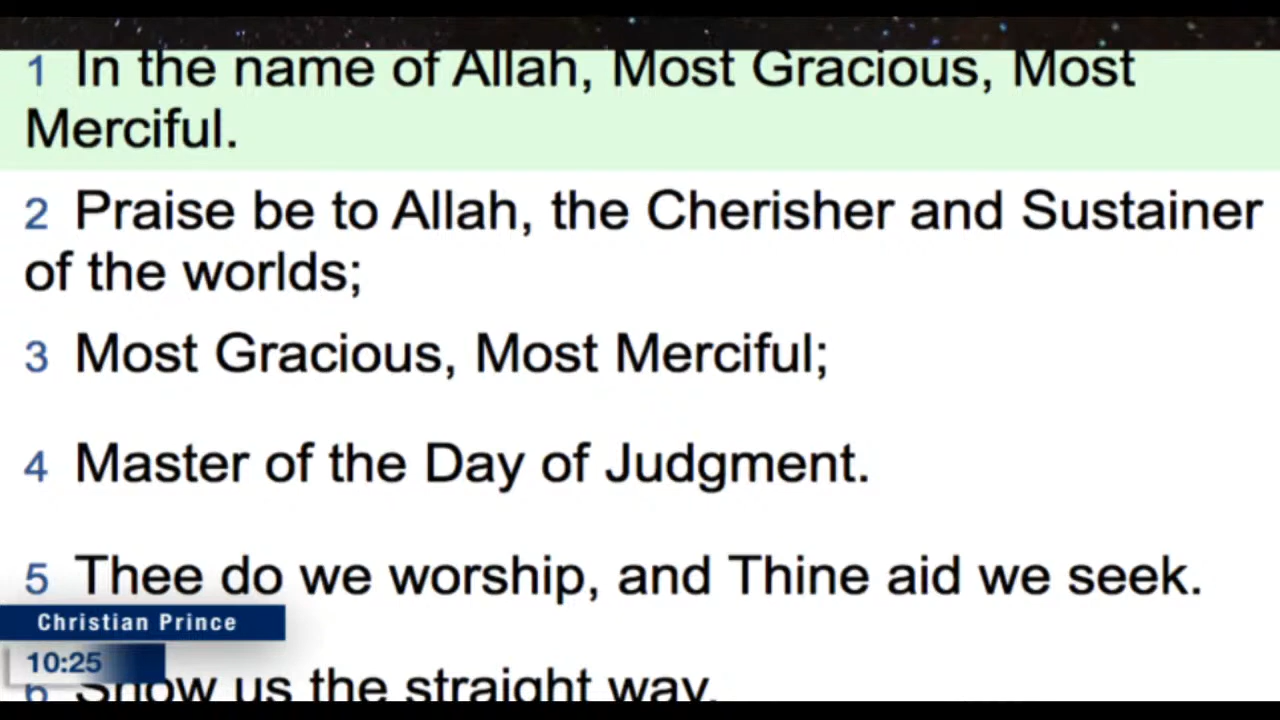 1 In the name of Allah, Most Gracious, Most
Merciful.
2 Praise be to Allah, the Cherisher and Sustainer
of the worlds;
3 Most Gracious, Most Merciful;
4 Master of the Day of Judgment.
5 Thee do we worship, and Thine aid we seek.
Christian Prince
10:25
6 Show us the straight way.